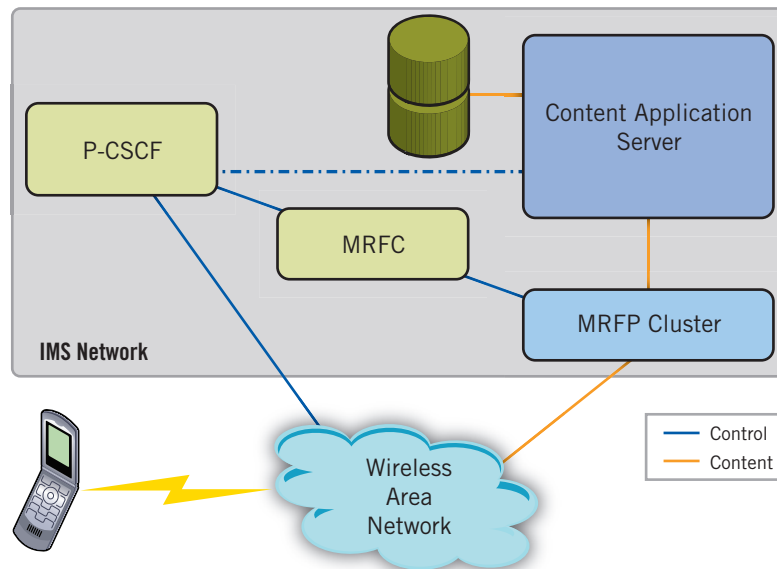 Content Application
Server
P-CSCF
MRFC
MRFP Cluster
IMS Network
Wireless
Area
Network
Control
Content